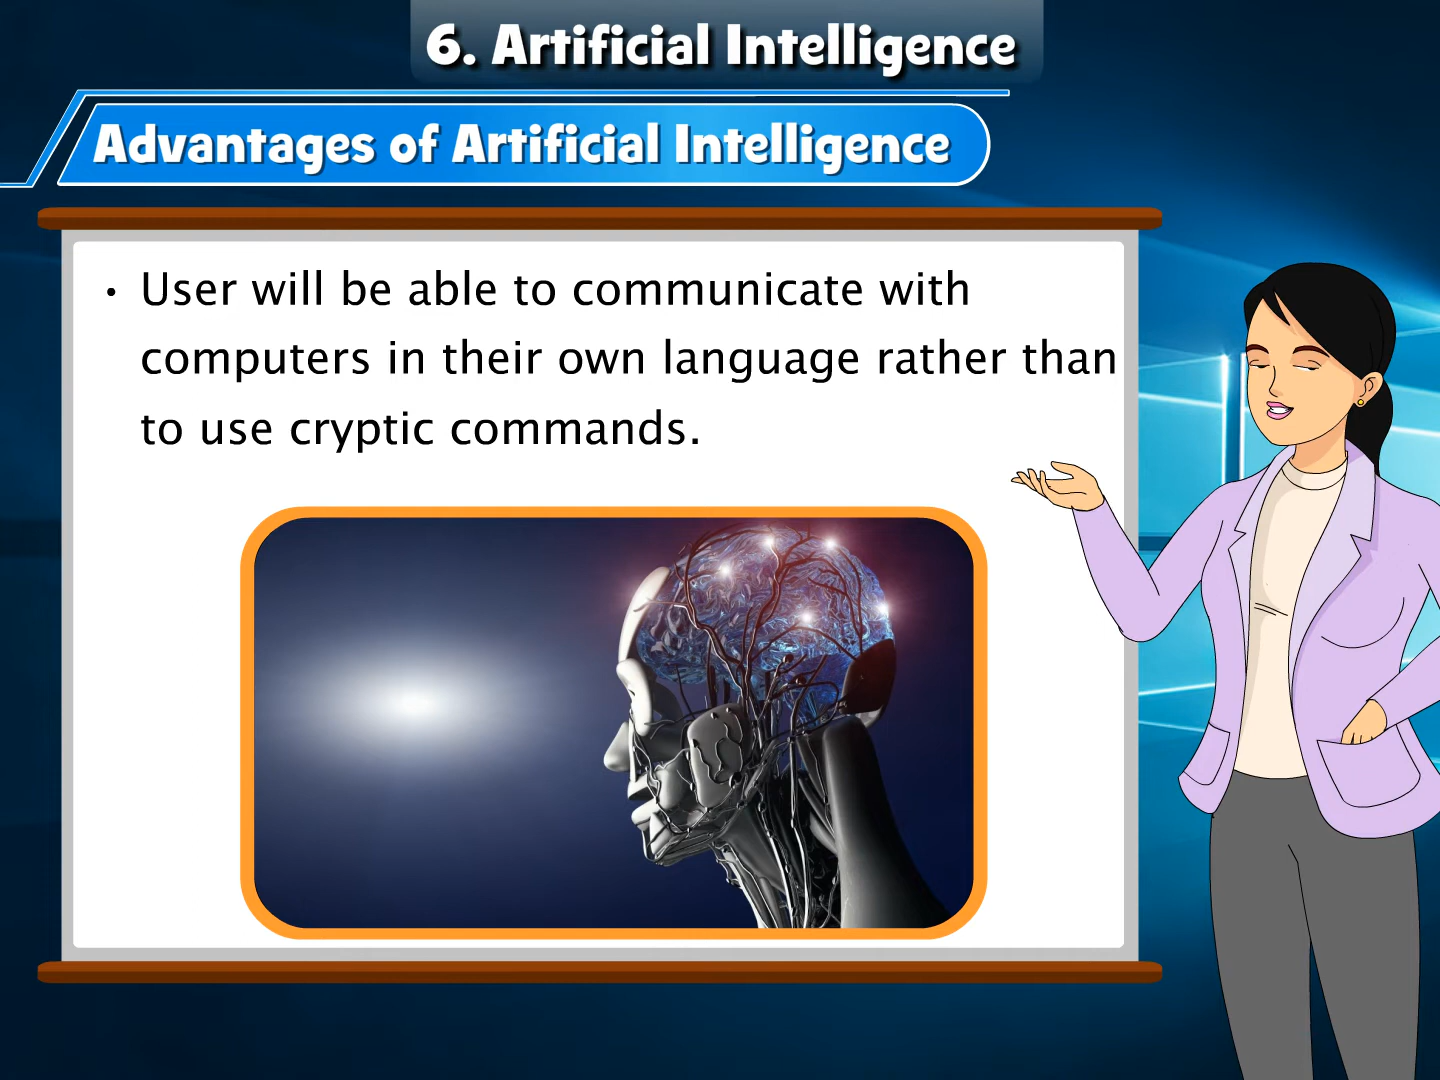 6. Artificial Intelligence
Advantages of Artificial Intelligence
• User will be able to communicate with
computers in their own language rather than
to use cryptic commands.